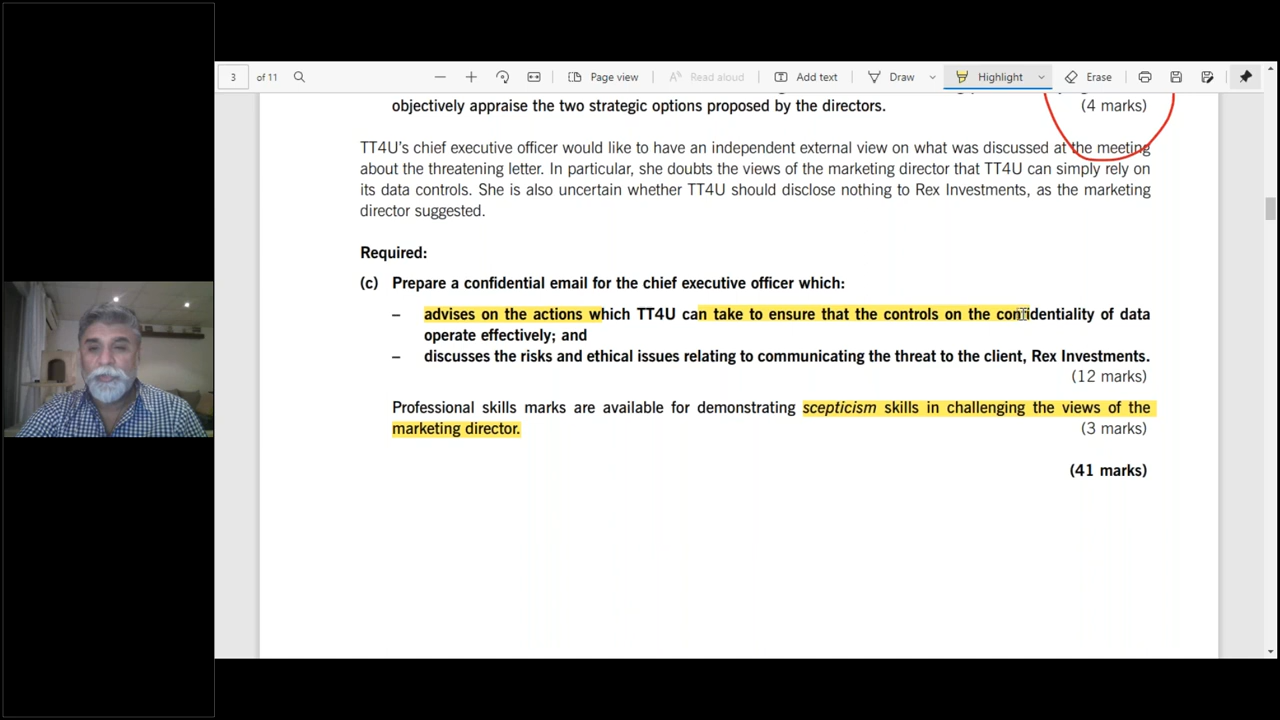 3 of 11 Page view Read aloud Add text Draw Highlight Erase
objectively appraise the two strategic options proposed by the directors. (4 marks)
TT4U's chief executive officer would like to have an independent external view on what was discussed at the meeting
about the threatening letter. In particular, she doubts the views of the marketing director that TT4U can simply rely on
its data controls. She is also uncertain whether TT4U should disclose nothing to Rex Investments, as the marketing
director suggested.
Required:
(c) Prepare a confidential email for the chief executive officer which:
– advises on the actions which TT4U can take to ensure that the controls on the confidentiality of data
operate effectively; and
– discusses the risks and ethical issues relating to communicating the threat to the client, Rex Investments.
(12 marks)
Professional skills marks are available for demonstrating scepticism skills in challenging the views of the
marketing director. (3 marks)
(41 marks)